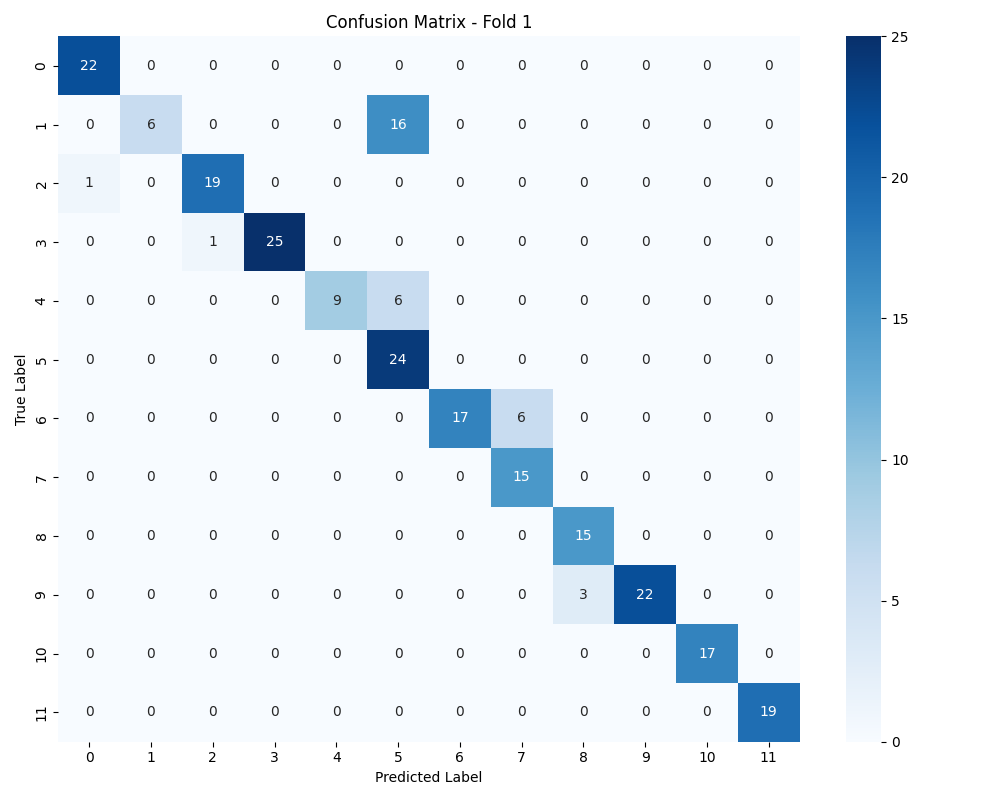 Confusion Matrix - Fold 1
0 22 0 0 0 0 0 0 0 0 0 0 0
1 0 6 0 0 0 16 0 0 0 0 0 0
2 1 0 19 0 0 0 0 0 0 0 0 0
3 0 0 1 25 0 0 0 0 0 0 0 0
4 0 0 0 0 9 6 0 0 0 0 0 0
5 0 0 0 0 0 24 0 0 0 0 0 0
6 0 0 0 0 0 0 17 6 0 0 0 0
7 0 0 0 0 0 0 0 15 0 0 0 0
8 0 0 0 0 0 0 0 0 15 0 0 0
9 0 0 0 0 0 0 0 0 3 22 0 0
10 0 0 0 0 0 0 0 0 0 0 17 0
11 0 0 0 0 0 0 0 0 0 0 0 19
0 1 2 3 4 5 6 7 8 9 10 11
Predicted Label
True Label
25
20
15
10
5
0